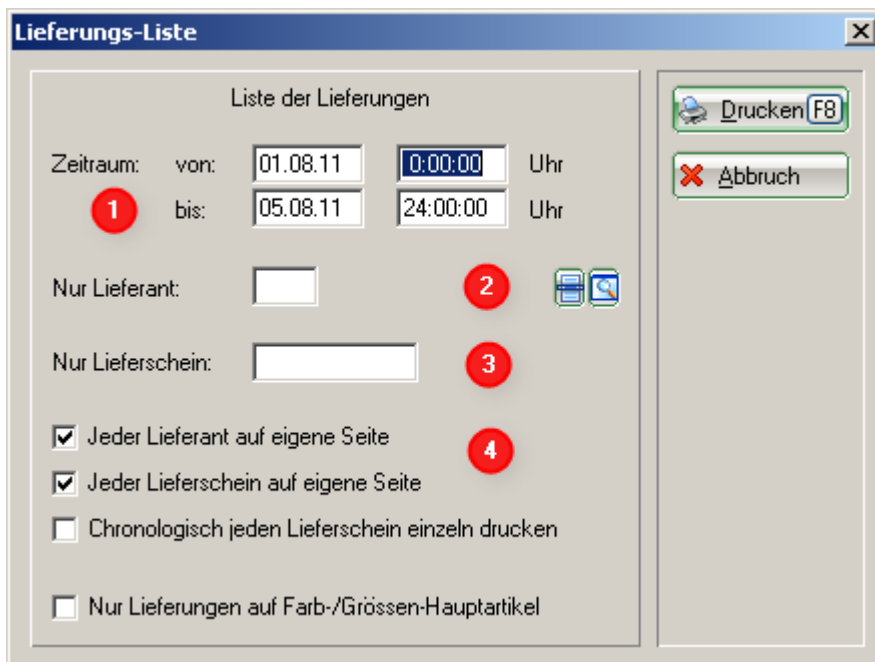 Lieferungs-Liste
Liste der Lieferungen
Drucken F8
Zeitraum: von: 01.08.11 0:00:00 Uhr
Abbruch
1 bis: 05.08.11 24:00:00 Uhr
Nur Lieferant: 2
Nur Lieferschein: 3
Jeder Lieferant auf eigene Seite
4
Jeder Lieferschein auf eigene Seite
Chronologisch jeden Lieferschein einzeln drucken
Nur Lieferungen auf Farb-/Grössen-Hauptartikel